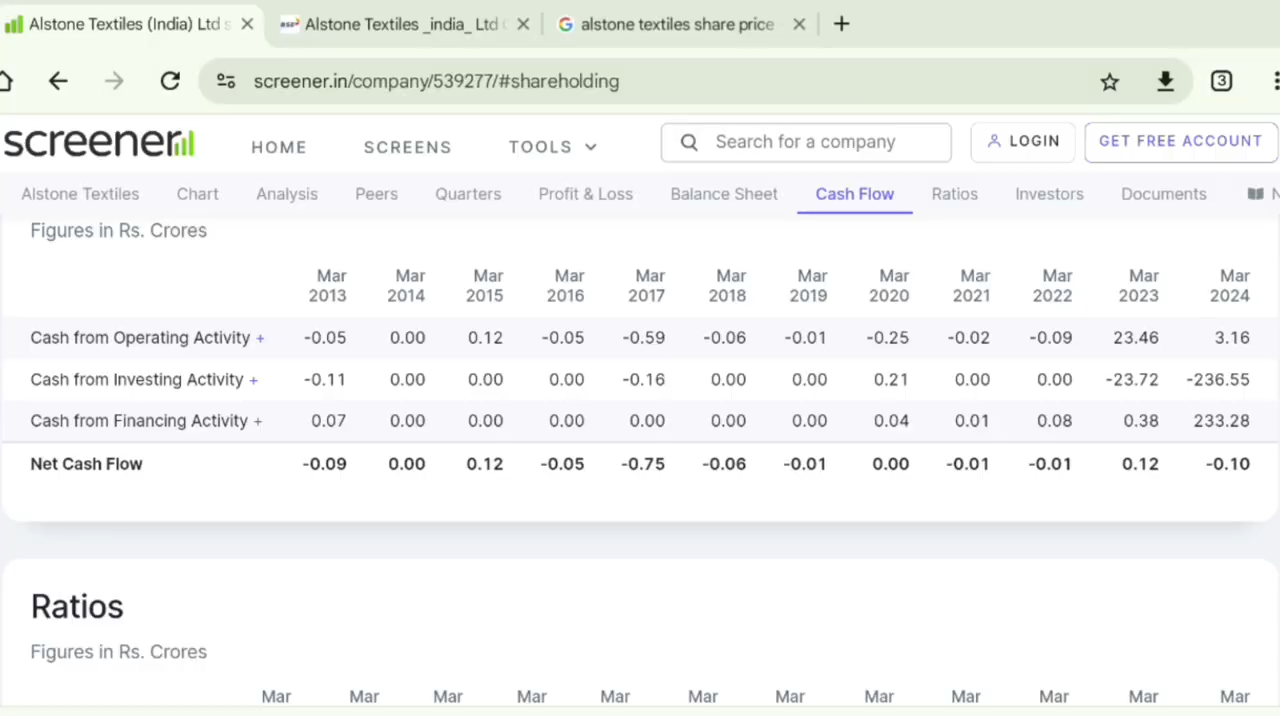 Alstone Textiles (India) Ltd s
Alstone Textiles _india_ Ltd
alstone textiles share price
screener.in/company/539277/#shareholding
3
screener
HOME
SCREENS
TOOLS
Search for a company
LOGIN
GET FREE ACCOUNT
Alstone Textiles Chart Analysis Peers Quarters Profit & Loss Balance Sheet Cash Flow Ratios Investors Documents N
Figures in Rs. Crores
Mar 2013 Mar 2014 Mar 2015 Mar 2016 Mar 2017 Mar 2018 Mar 2019 Mar 2020 Mar 2021 Mar 2022 Mar 2023 Mar 2024
Cash from Operating Activity + -0.05 0.00 0.12 -0.05 -0.59 -0.06 -0.01 -0.25 -0.02 -0.09 23.46 3.16
Cash from Investing Activity + -0.11 0.00 0.00 0.00 -0.16 0.00 0.00 0.21 0.00 0.00 -23.72 -236.55
Cash from Financing Activity + 0.07 0.00 0.00 0.00 0.00 0.00 0.00 0.04 0.01 0.08 0.38 233.28
Net Cash Flow -0.09 0.00 0.12 -0.05 -0.75 -0.06 -0.01 0.00 -0.01 -0.01 0.12 -0.10
Ratios
Figures in Rs. Crores
Mar Mar Mar Mar Mar Mar Mar Mar Mar Mar Mar Mar